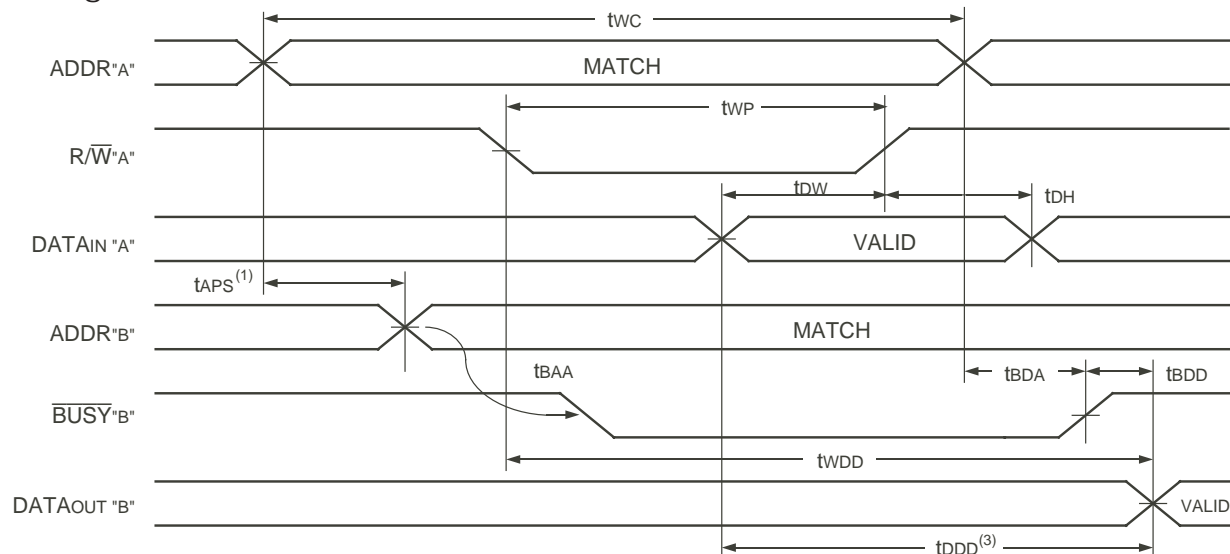 tWC
ADDR"A"
MATCH
tWP
R/W̅"A"
tDW
tDH
DATAIN "A"
VALID
tAPS(1)
ADDR"B"
MATCH
tBAA
tBDA
tBDD
B̅U̅S̅Y̅"B"
tWDD
DATAOUT "B"
VALID
tDDD(3)